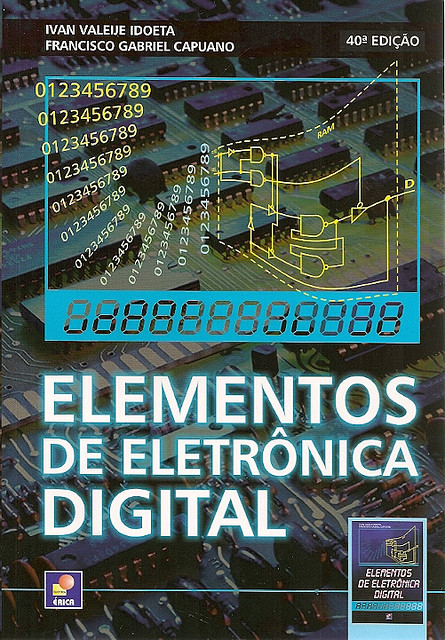 IVAN VALEIJE IDOETA
FRANCISCO GABRIEL CAPUANO
40ª EDIÇÃO
0123456789
0123456789
0123456789
0123456789
0123456789
0123456789
0123456789
0123456789
0123456789
0123456789
0123456789
0123456789
RAM
D
ELEMENTOS
DE ELETRÔNICA
DIGITAL
ÉRICA
ELEMENTOS
DE ELETRÔNICA
DIGITAL